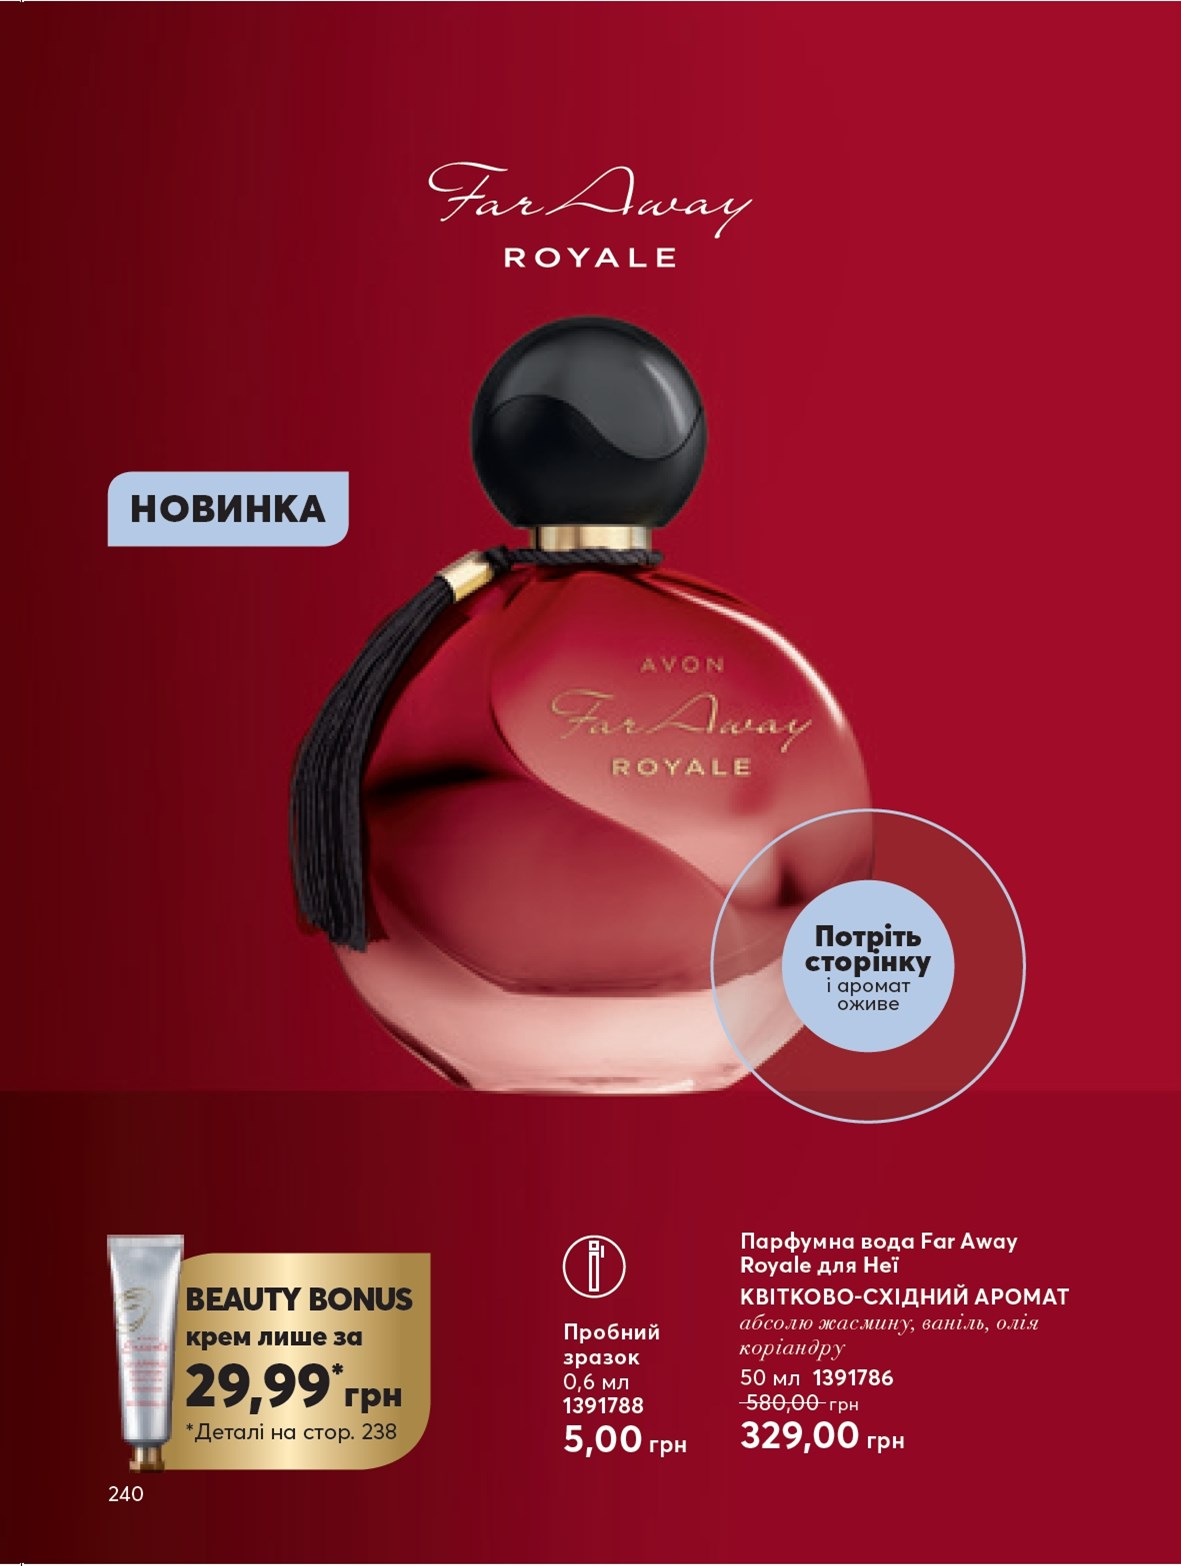 Far Away
ROYALE
НОВИНКА
AVON
Far Away
ROYALE
Потріть
сторінку
і аромат
оживе
BEAUTY BONUS
крем лише за
29,99* грн
*Деталі на стор. 238
Пробний
зразок
0,6 мл
1391788
5,00 грн
Парфумна вода Far Away
Royale для Неї
КВІТКОВО-СХІДНИЙ АРОМАТ
абсолю жасмину, ваніль, олія
коріандру
50 мл 1391786
580,00 грн
329,00 грн
240